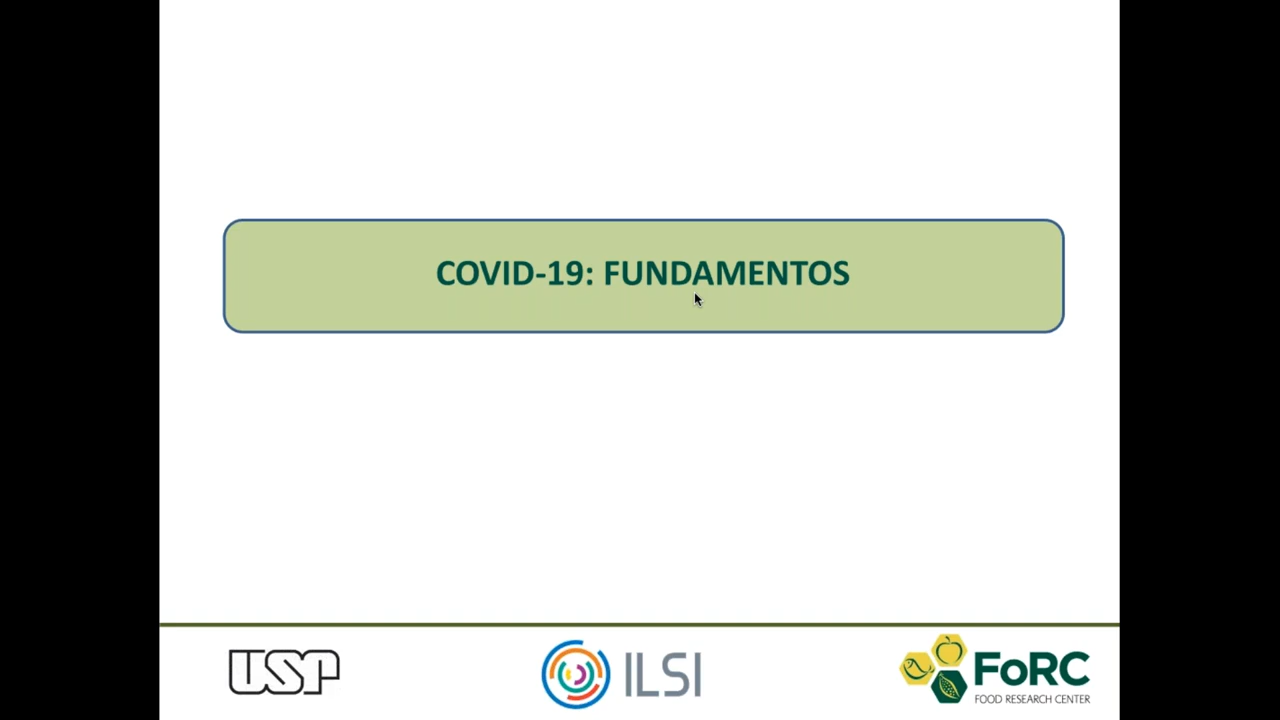 COVID-19: FUNDAMENTOS
USP
ILSI
FoRC
FOOD RESEARCH CENTER